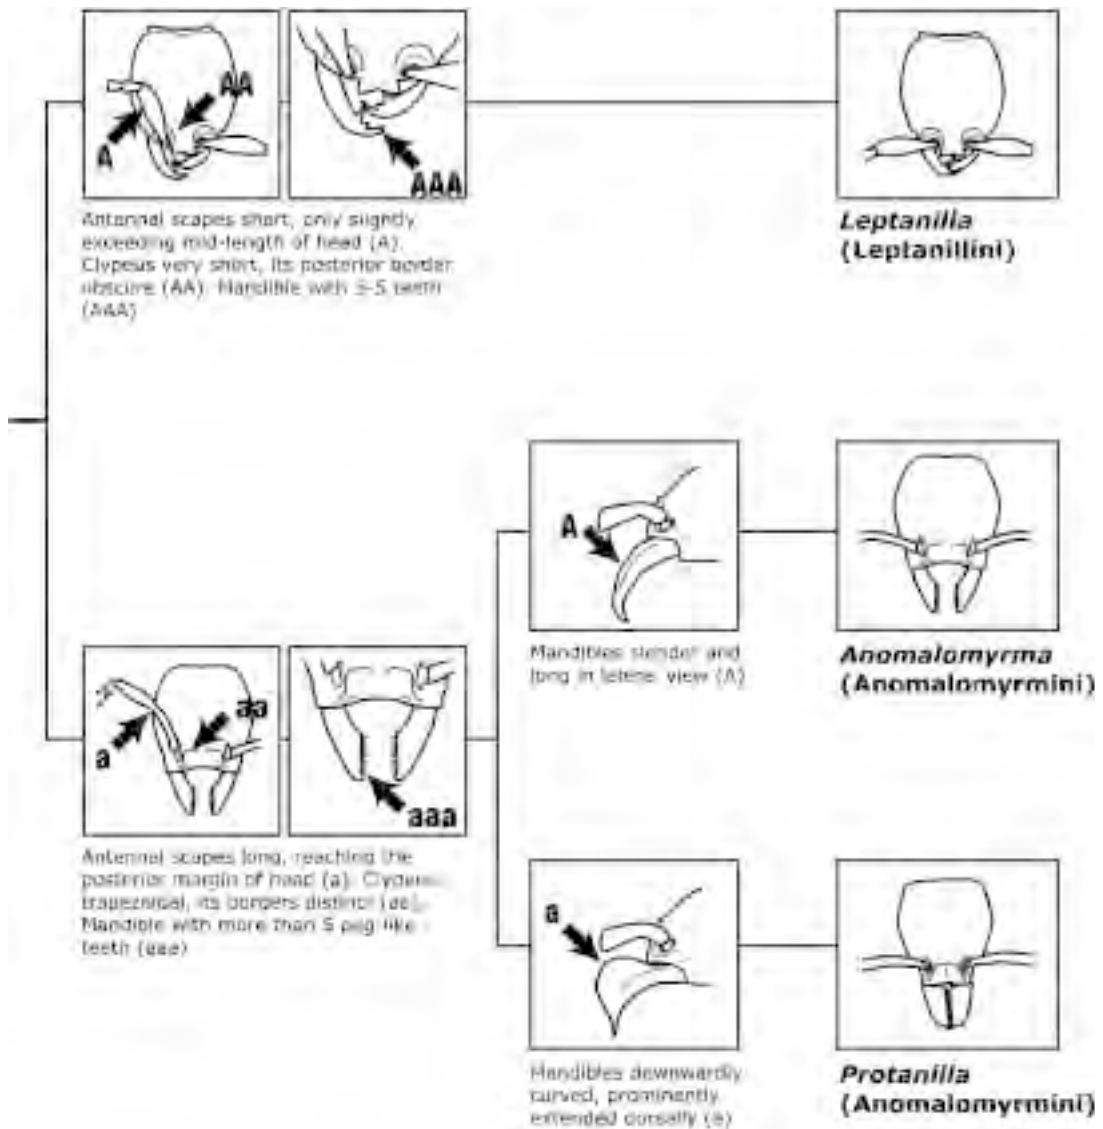 A
AA
AAA
Antennal scapes short, only slightly
exceeding mid-length of head (A).
Clypeus very short, its posterior border
obscure (AA). Mandible with 3-5 teeth
(AAA)
Leptanilla
(Leptanillini)
A
Mandibles slender and
long in lateral view (A)
Anomalomyrma
(Anomalomyrmini)
a
aa
aaa
Antennal scapes long, reaching the
posterior margin of head (a). Clypeus
trapezoidal, its borders distinct (aa).
Mandible with more than 5 peg like
teeth (aaa)
a
Mandibles downwardly
curved, prominently
extended dorsally (a)
Protanilla
(Anomalomyrmini)